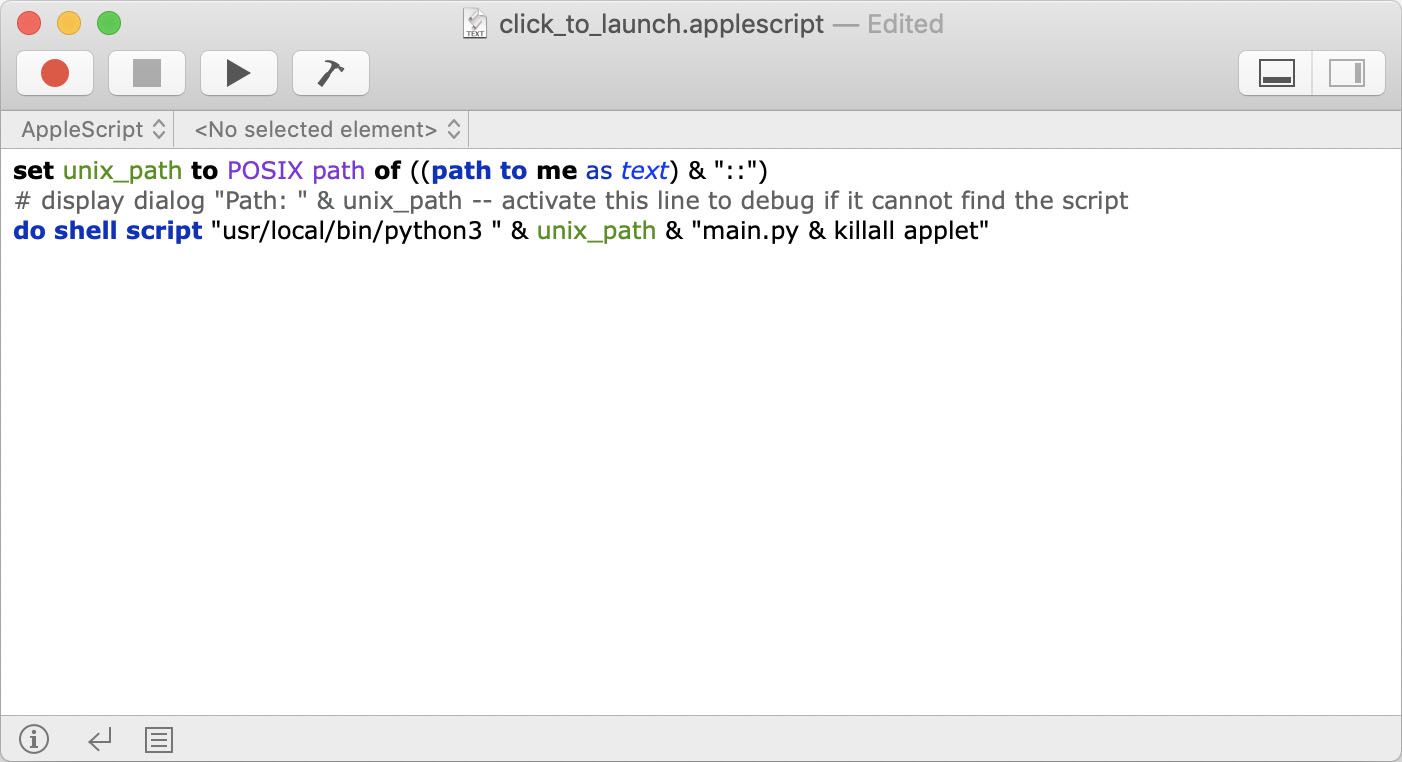 click_to_launch.applescript — Edited
AppleScript <No selected element>
set unix_path to POSIX path of ((path to me as text) & "::")
# display dialog "Path: " & unix_path -- activate this line to debug if it cannot find the script
do shell script "usr/local/bin/python3 " & unix_path & "main.py & killall applet"